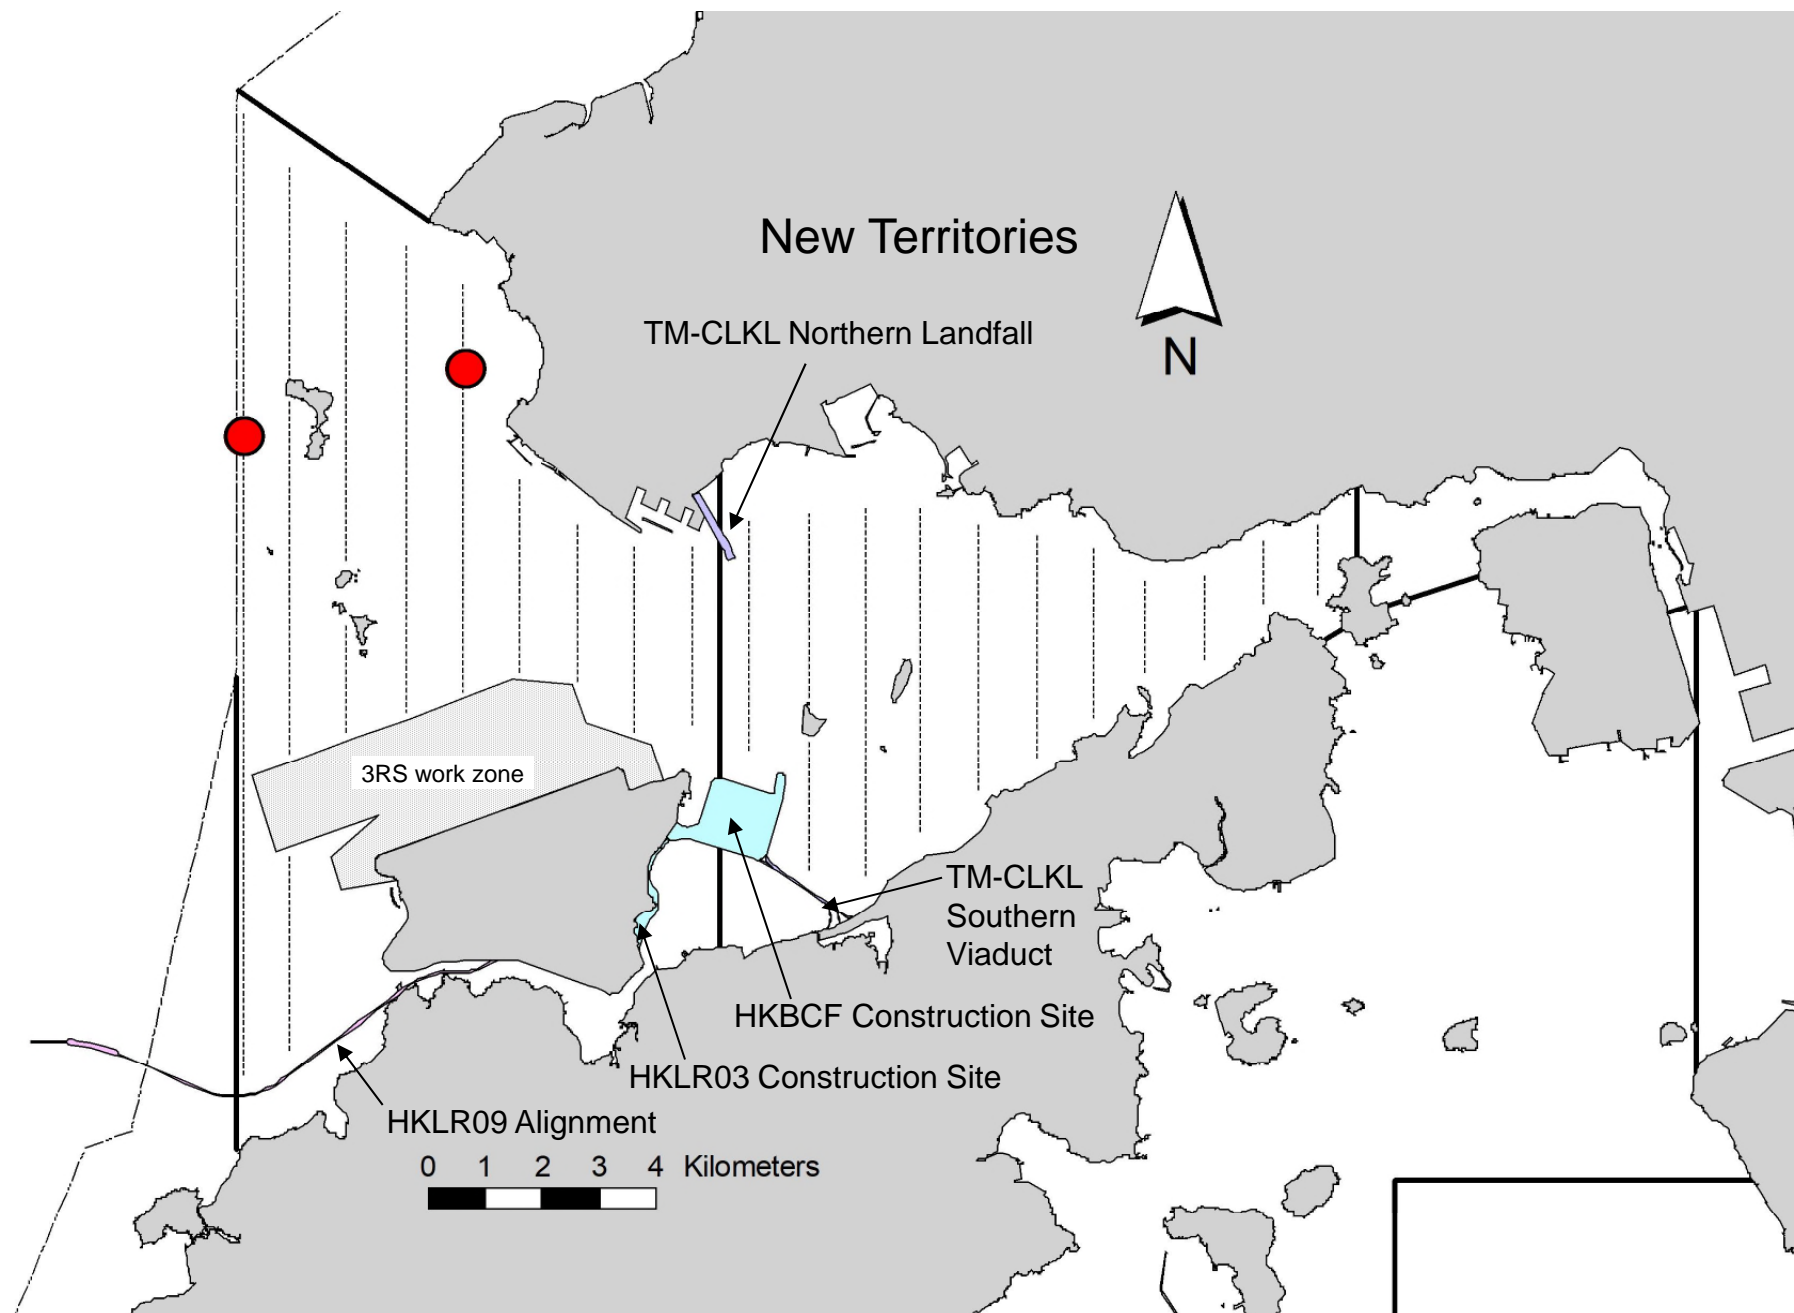 New Territories
TM-CLKL Northern Landfall
N
3RS work zone
TM-CLKL
Southern
Viaduct
HKBCF Construction Site
HKLR03 Construction Site
HKLR09 Alignment
0 1 2 3 4 Kilometers